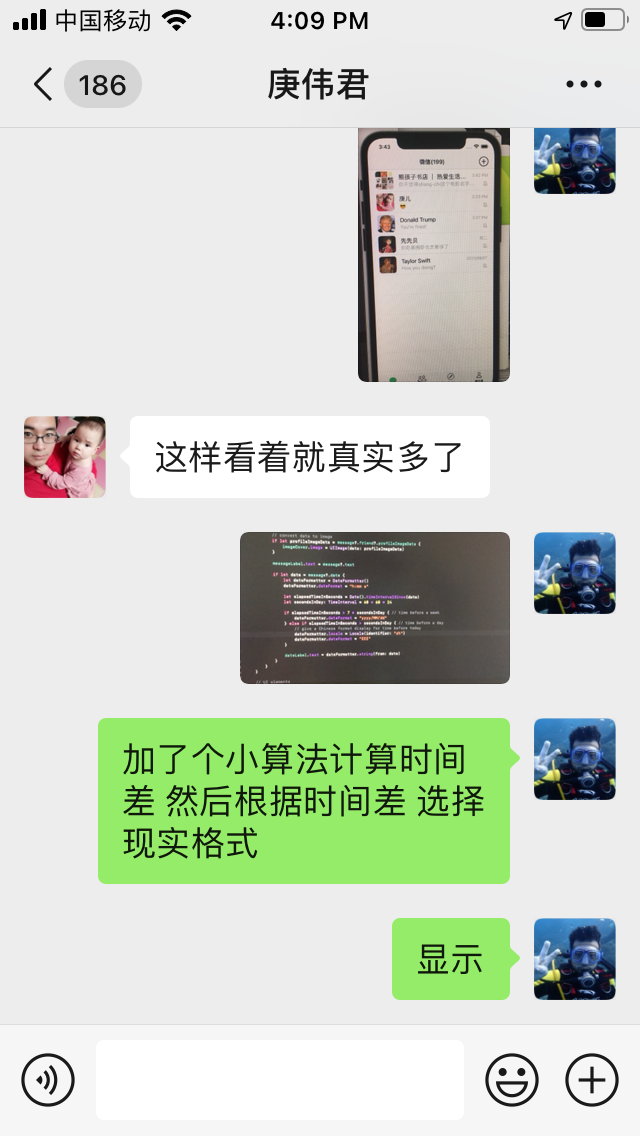 中国移动
4:09 PM
186
庚伟君
3:43
微信(199)
熊孩子书店 | 热爱生活...
庚儿
Donald Trump
You're fired!
先先贝
Taylor Swift
How you doing?
这样看着就真实多了
// convert data to image
if let profileImageData = message?.friend?.profileImageData {
imageCover.image = UIImage(data: profileImageData)
}
messageLabel.text = message?.text
if let date = message?.date {
let dateFormatter = DateFormatter()
dateFormatter.dateFormat = "h:mm a"
let elapsedTimeInSeconds = Date().timeIntervalSince(date)
let secondsInDay: TimeInterval = 60 * 60 * 24
if elapsedTimeInSeconds > 7 * secondsInDay { // time before a week
dateFormatter.dateFormat = "yyyy/MM/dd"
} else if elapsedTimeInSeconds > secondsInDay { // time before a day
// give a Chinese format display for time before today
dateFormatter.locale = Locale(identifier: "zh")
dateFormatter.dateFormat = "EEE"
}
dateLabel.text = dateFormatter.string(from: date)
}
}
}
// UI elements
加了个小算法计算时间
差 然后根据时间差 选择
现实格式
显示